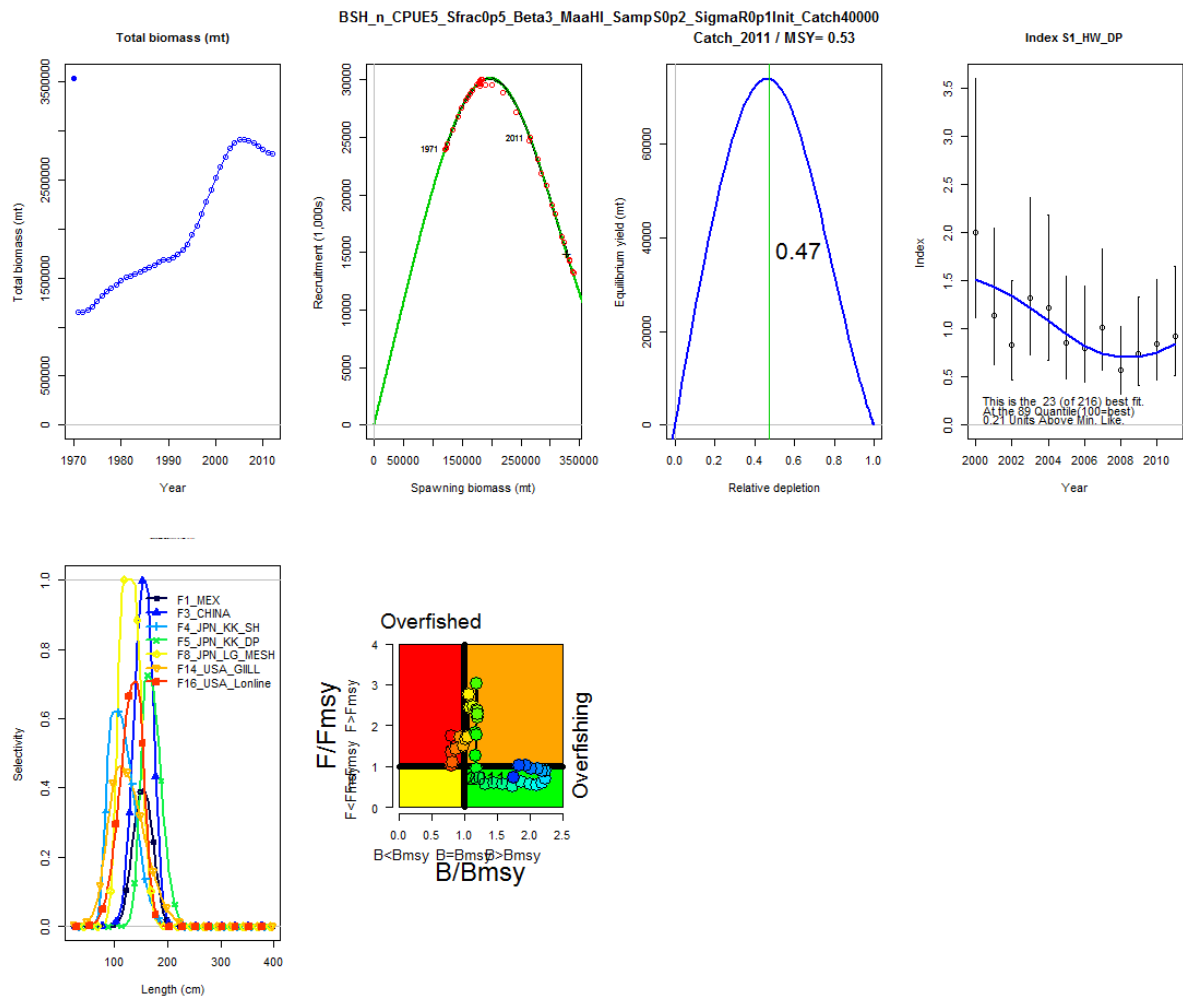 BSH_n_CPUE5_Sfrac0p5_Beta3_MaaHI_SampS0p2_SigmaR0p1Init_Catch40000
Total biomass (mt)
Catch_2011 / MSY= 0.53
Index S1_HW_DP
Total biomass (mt)
0
500000
1500000
2500000
3500000
1970 1980 1990 2000 2010
Year
Recruitment (1,000s)
0
5000
10000
15000
20000
25000
30000
1971
2011
0 50000 150000 250000 350000
Spawning biomass (mt)
Equilibrium yield (mt)
0
20000
40000
60000
0.47
0.0 0.2 0.4 0.6 0.8 1.0
Relative depletion
Index
0.0
0.5
1.0
1.5
2.0
2.5
3.0
3.5
This is the 23 (of 216) best fit.
At the 89 Quantile(100=best)
0.21 Units Above Min. Like.
2000 2002 2004 2006 2008 2010
Year
Selectivity
0.0
0.2
0.4
0.6
0.8
1.0
F1_MEX
F3_CHINA
F4_JPN_KK_SH
F5_JPN_KK_DP
F8_JPN_LG_MESH
F14_USA_GIILL
F16_USA_Lonline
100 200 300 400
Length (cm)
Overfished
F/Fmsy
F>Fmsy
0
1
2
3
4
Overfishing
0.0 0.5 1.0 1.5 2.0 2.5
B<Bmsy B=Bmsy B>Bmsy
B/Bmsy